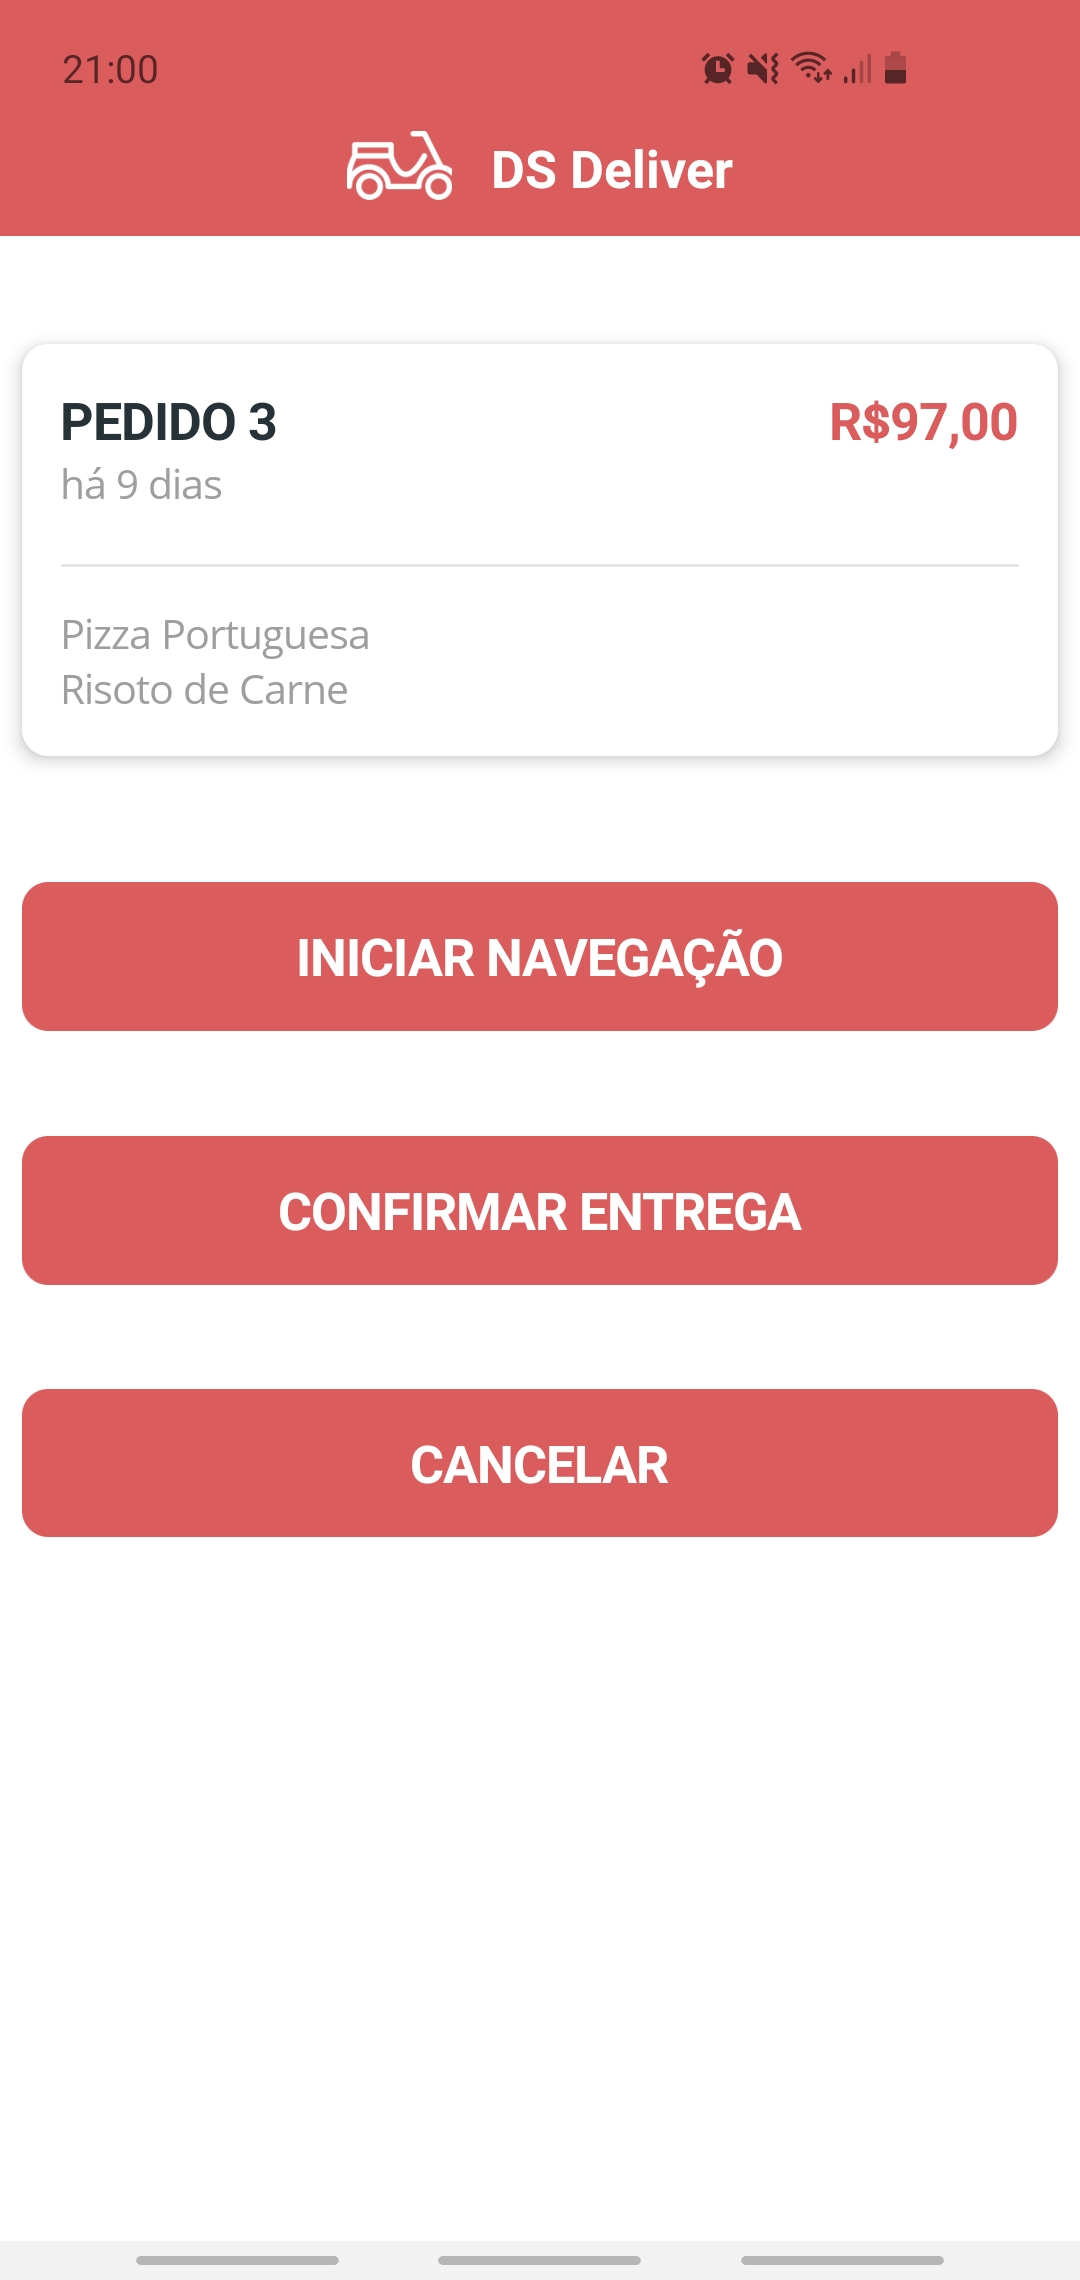 21:00
DS Deliver
PEDIDO 3
R$97,00
há 9 dias
Pizza Portuguesa
Risoto de Carne
INICIAR NAVEGAÇÃO
CONFIRMAR ENTREGA
CANCELAR